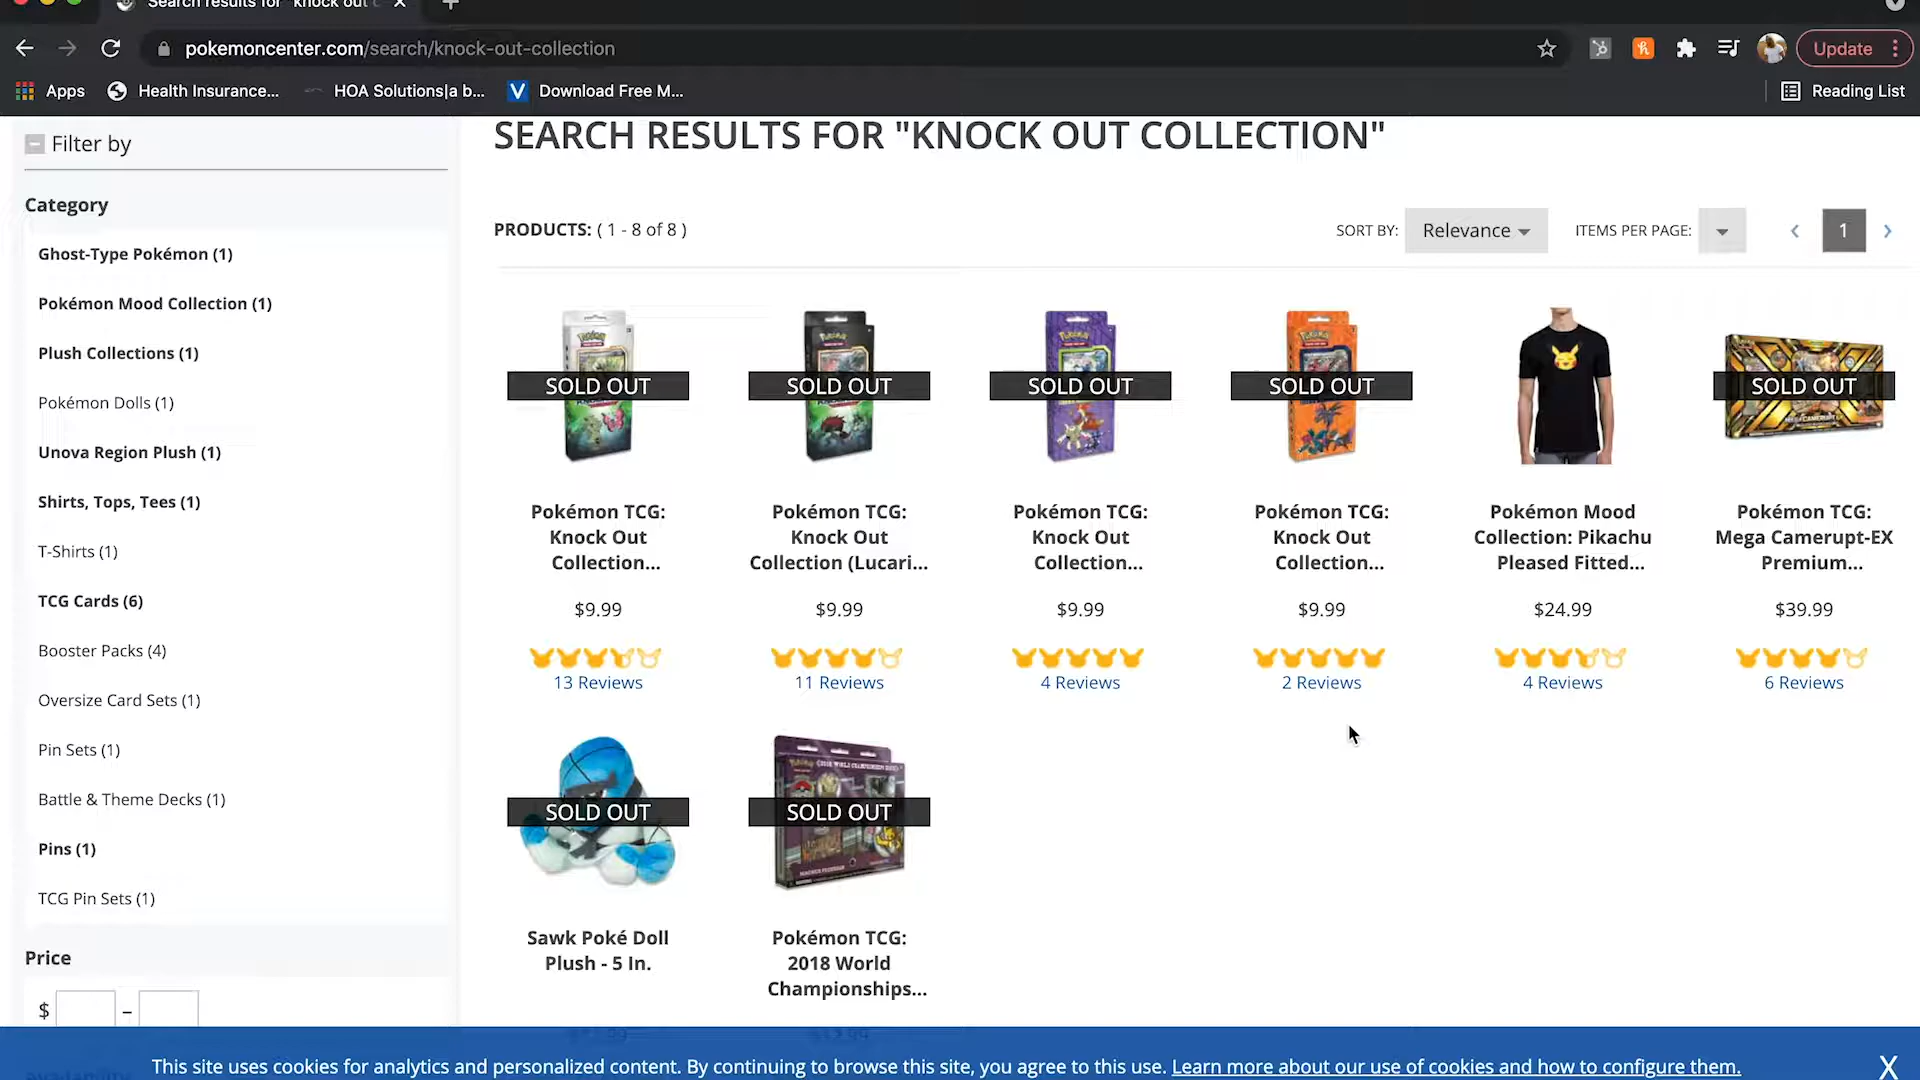 Search results for "knock out c
pokemoncenter.com/search/knock-out-collection
Update
Apps
Health Insurance...
HOA Solutions|a b...
Download Free M...
Reading List
Filter by
Category
Ghost-Type Pokémon (1)
Pokémon Mood Collection (1)
Plush Collections (1)
Pokémon Dolls (1)
Unova Region Plush (1)
Shirts, Tops, Tees (1)
T-Shirts (1)
TCG Cards (6)
Booster Packs (4)
Oversize Card Sets (1)
Pin Sets (1)
Battle & Theme Decks (1)
Pins (1)
TCG Pin Sets (1)
Price
$ –
SEARCH RESULTS FOR "KNOCK OUT COLLECTION"
PRODUCTS: ( 1 - 8 of 8 )
SORT BY: Relevance
ITEMS PER PAGE:
1
SOLD OUT
Pokémon TCG:
Knock Out
Collection...
$9.99
13 Reviews
SOLD OUT
Pokémon TCG:
Knock Out
Collection (Lucari...
$9.99
11 Reviews
SOLD OUT
Pokémon TCG:
Knock Out
Collection...
$9.99
4 Reviews
SOLD OUT
Pokémon TCG:
Knock Out
Collection...
$9.99
2 Reviews
Pokémon Mood
Collection: Pikachu
Pleased Fitted...
$24.99
4 Reviews
SOLD OUT
Pokémon TCG:
Mega Camerupt-EX
Premium...
$39.99
6 Reviews
SOLD OUT
Sawk Poké Doll
Plush - 5 In.
SOLD OUT
Pokémon TCG:
2018 World
Championships...
This site uses cookies for analytics and personalized content. By continuing to browse this site, you agree to this use. Learn more about our use of cookies and how to configure them.
X